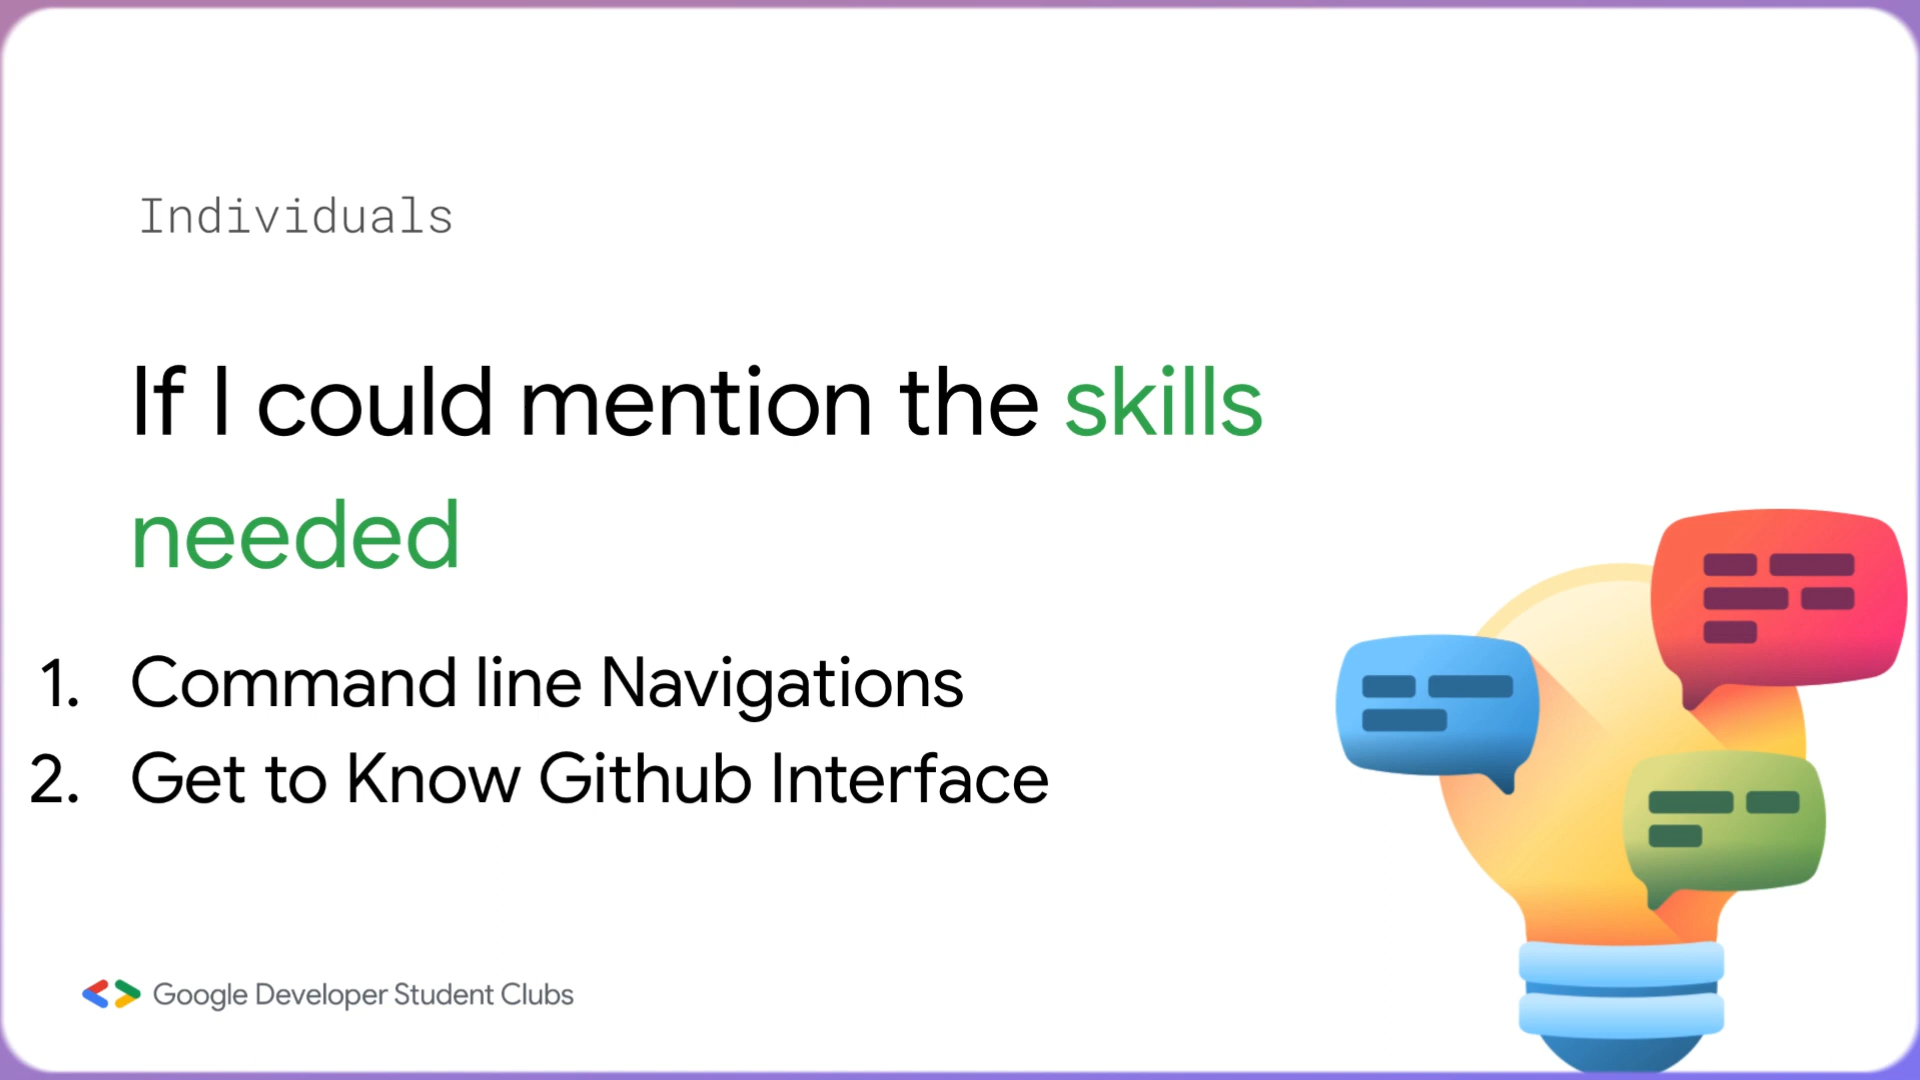 Individuals
If I could mention the skills
needed
1. Command line Navigations
2. Get to Know Github Interface
Google Developer Student Clubs